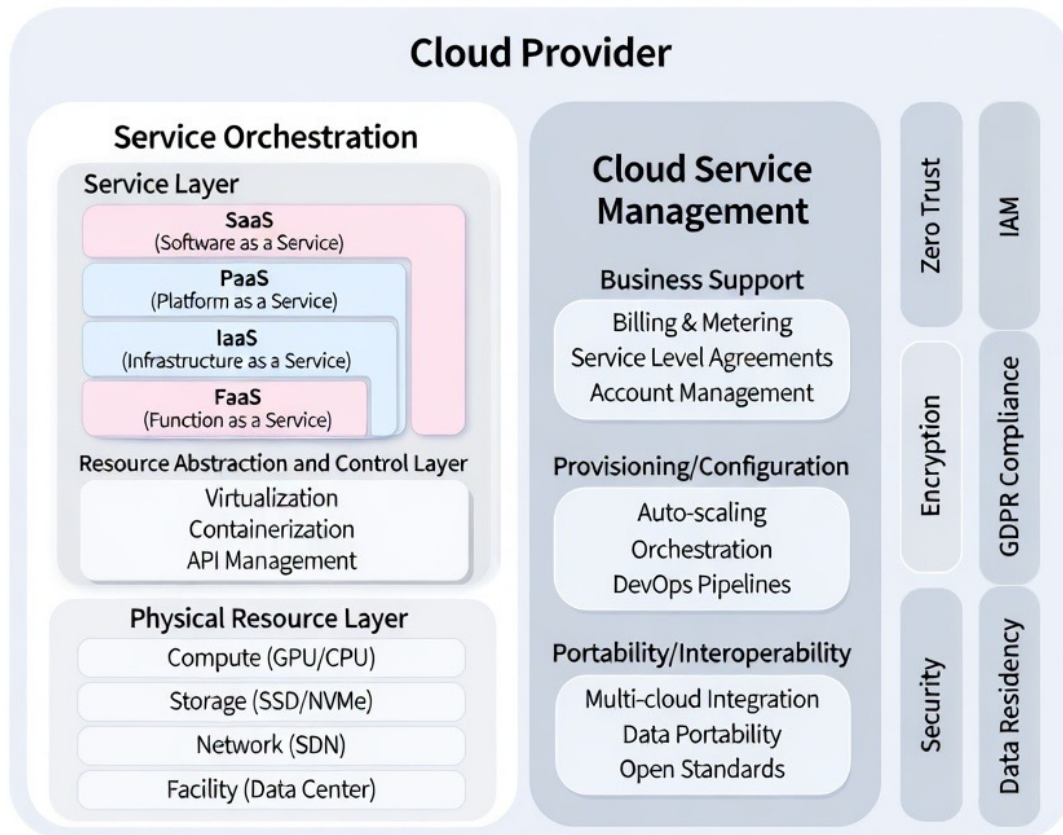 Cloud Provider
Service Orchestration
Service Layer
SaaS
(Software as a Service)
PaaS
(Platform as a Service)
IaaS
(Infrastructure as a Service)
FaaS
(Function as a Service)
Resource Abstraction and Control Layer
Virtualization
Containerization
API Management
Physical Resource Layer
Compute (GPU/CPU)
Storage (SSD/NVMe)
Network (SDN)
Facility (Data Center)
Cloud Service
Management
Business Support
Billing & Metering
Service Level Agreements
Account Management
Provisioning/Configuration
Auto-scaling
Orchestration
DevOps Pipelines
Portability/Interoperability
Multi-cloud Integration
Data Portability
Open Standards
Zero Trust
Encryption
Security
IAM
GDPR Compliance
Data Residency